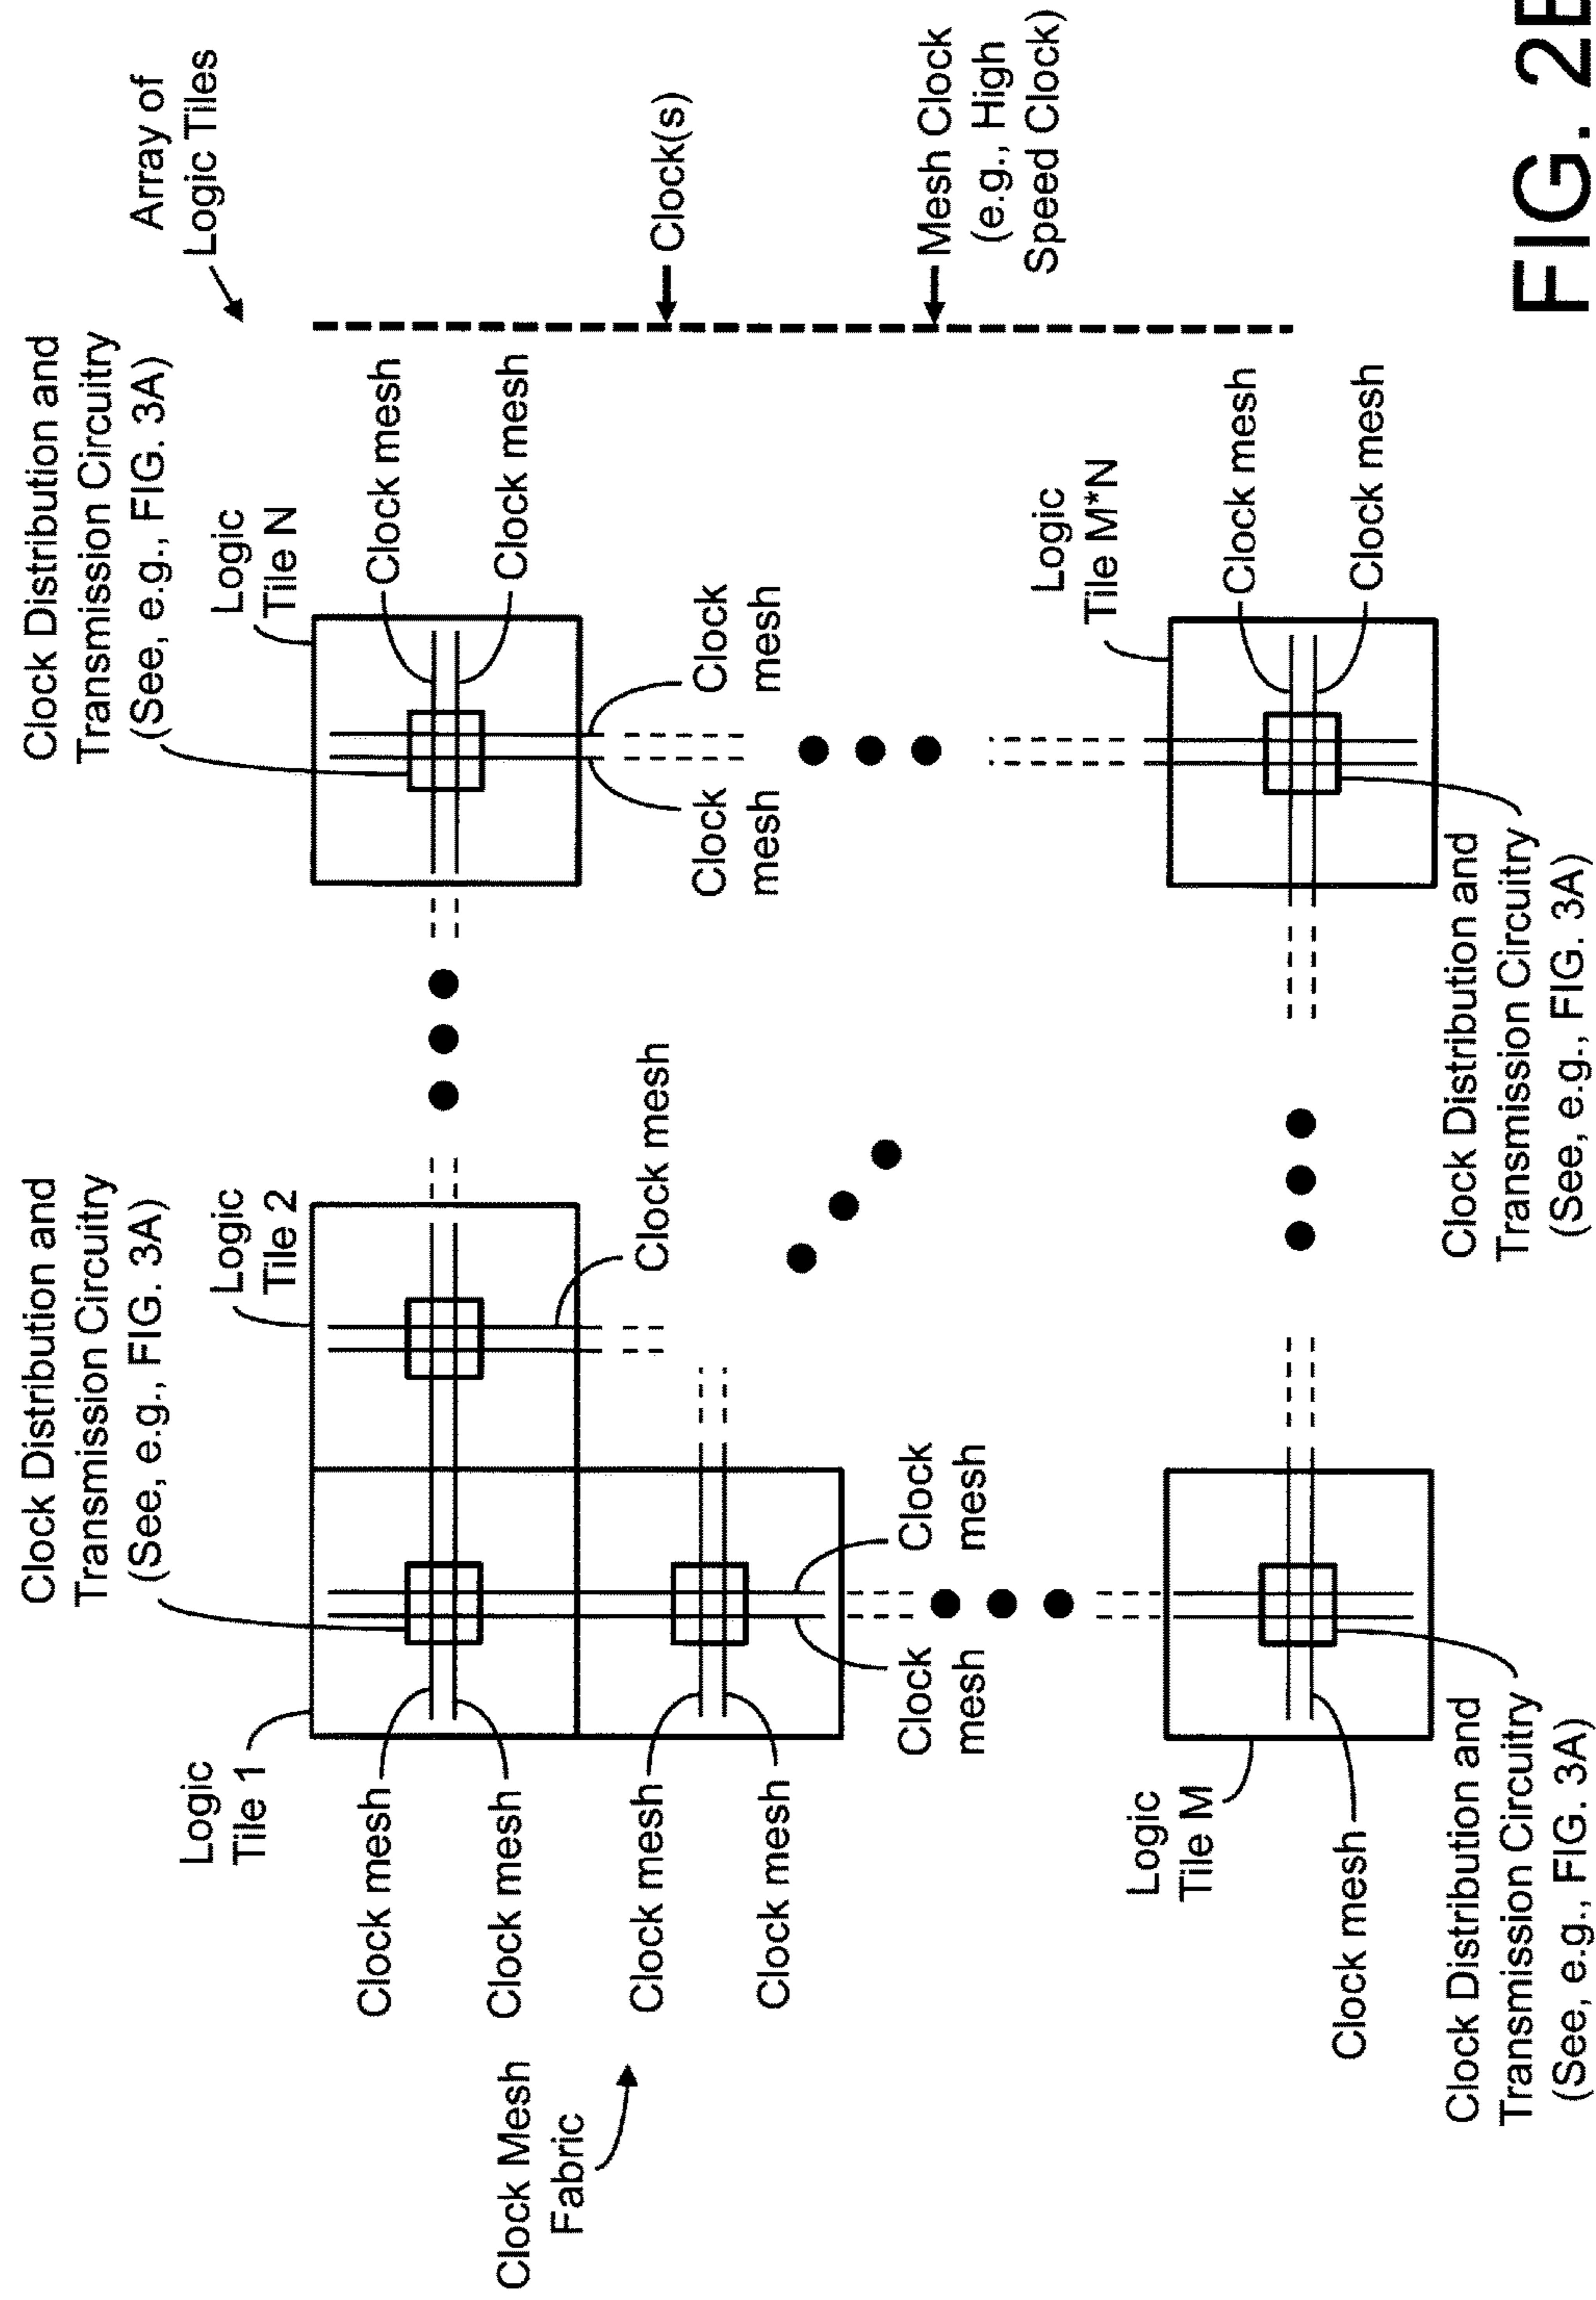 Clock Distribution and
Transmission Circuitry
(See, e.g., FIG. 3A)
Clock Distribution and
Transmission Circuitry
(See, e.g., FIG. 3A)
Array of
Logic Tiles
Logic
Tile 1
Logic
Tile 2
Logic
Tile N
Clock mesh
Clock mesh
Clock mesh
Clock mesh
Clock Mesh
Fabric
Clock mesh
Clock mesh
Clock mesh
Clock
mesh
Clock
mesh
Clock(s)
Clock
mesh
Clock
mesh
Mesh Clock
(e.g., High
Speed Clock)
Logic
Tile M
Logic
Tile M*N
Clock mesh
Clock mesh
Clock mesh
Clock Distribution and
Transmission Circuitry
(See, e.g., FIG. 3A)
Clock Distribution and
Transmission Circuitry
(See, e.g., FIG. 3A)
FIG.